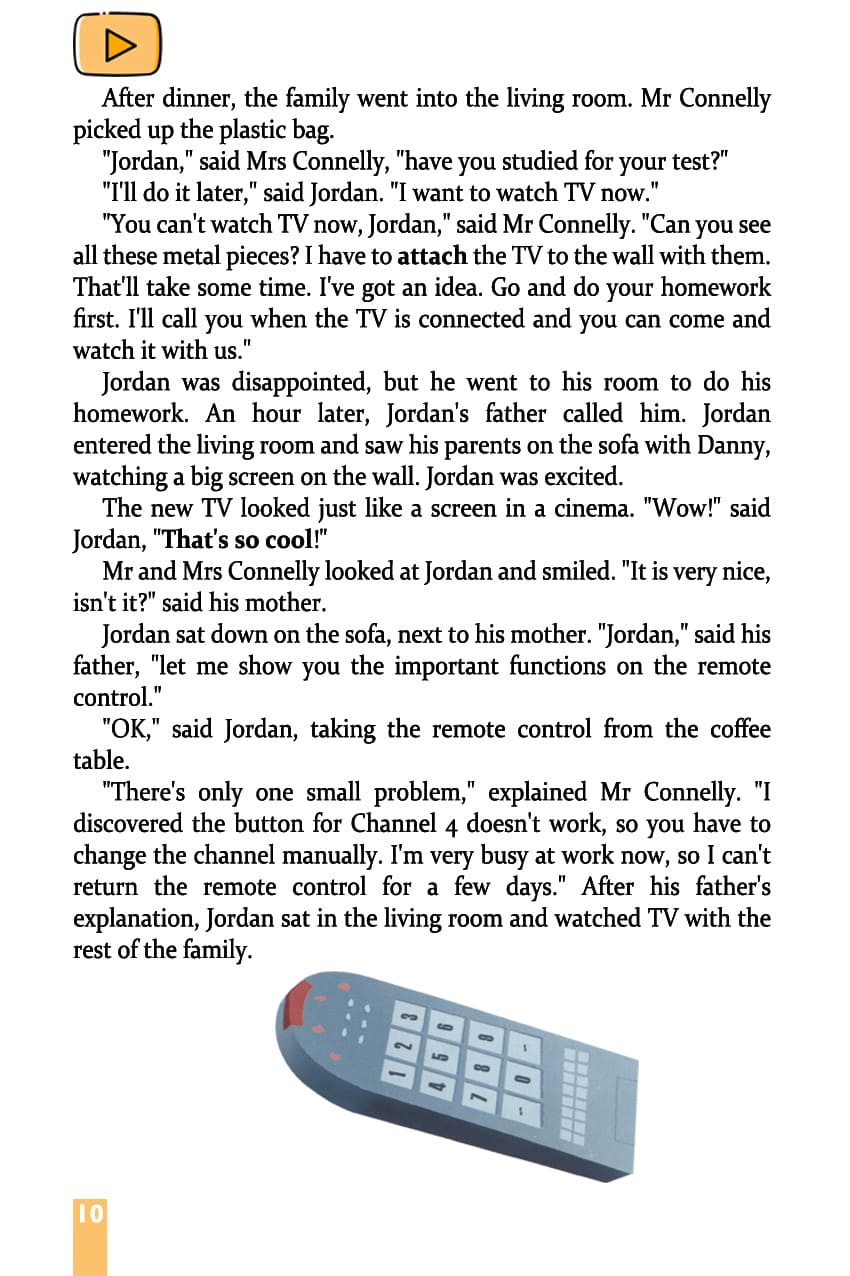 After dinner, the family went into the living room. Mr Connelly
picked up the plastic bag.
"Jordan," said Mrs Connelly, "have you studied for your test?"
"I'll do it later," said Jordan. "I want to watch TV now."
"You can't watch TV now, Jordan," said Mr Connelly. "Can you see
all these metal pieces? I have to attach the TV to the wall with them.
That'll take some time. I've got an idea. Go and do your homework
first. I'll call you when the TV is connected and you can come and
watch it with us."
Jordan was disappointed, but he went to his room to do his
homework. An hour later, Jordan's father called him. Jordan
entered the living room and saw his parents on the sofa with Danny,
watching a big screen on the wall. Jordan was excited.
The new TV looked just like a screen in a cinema. "Wow!" said
Jordan, "That's so cool!"
Mr and Mrs Connelly looked at Jordan and smiled. "It is very nice,
isn't it?" said his mother.
Jordan sat down on the sofa, next to his mother. "Jordan," said his
father, "let me show you the important functions on the remote
control."
"OK," said Jordan, taking the remote control from the coffee
table.
"There's only one small problem," explained Mr Connelly. "I
discovered the button for Channel 4 doesn't work, so you have to
change the channel manually. I'm very busy at work now, so I can't
return the remote control for a few days." After his father's
explanation, Jordan sat in the living room and watched TV with the
rest of the family.
1 2 3
4 5 6
7 8 9
- 0 -
10